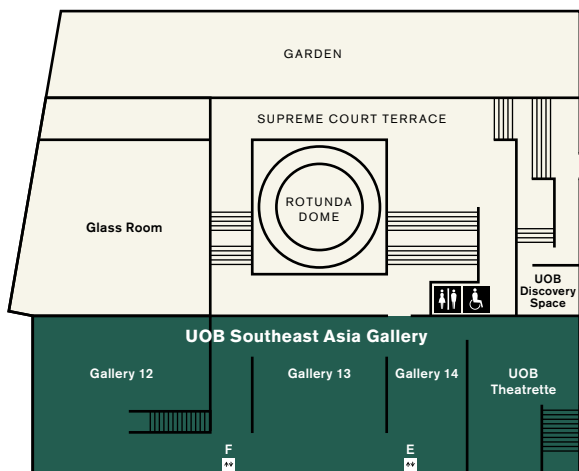 GARDEN
SUPREME COURT TERRACE
ROTUNDA
DOME
Glass Room
UOB
Discovery
Space
UOB Southeast Asia Gallery
Gallery 12
Gallery 13
Gallery 14
UOB
Theatrette
F
E